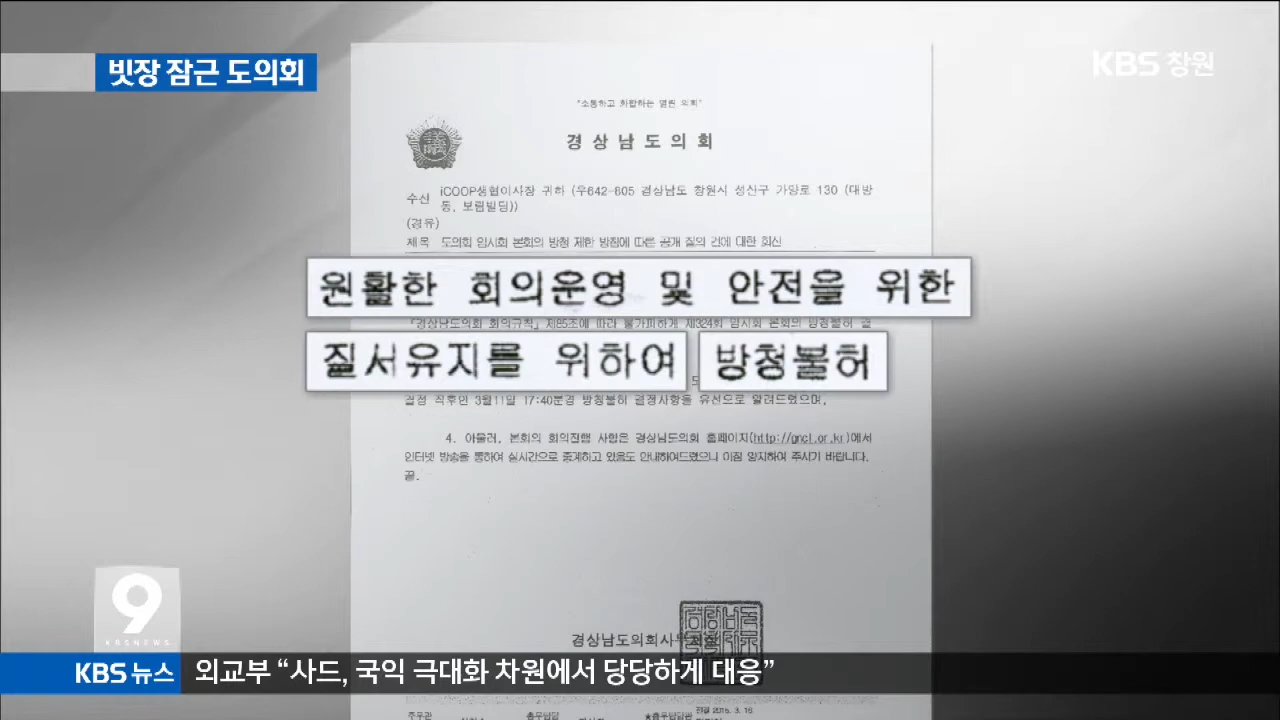 빗장 잠근 도의회
KBS 창원
"소통하고 화합하는 열린 의회"
경상남도의회
수신 iCOOP생협이사장 귀하 (우642-805 경상남도 창원시 성산구 가양로 130 (대방
동, 보림빌딩))
(경유)
제목 도의회 임시회 본회의 방청 제한 방침에 따른 공개 질의 건에 대한 회신
원활한 회의운영 및 안전을 위한
「경상남도의회 회의규칙」 제85조에 따라 불가피하게 제324회 임시회 본회의 방청불허 결
질서유지를 위하여 방청불허
결정 직후인 3월11일 17:40분경 방청불허 결정사항을 유선으로 알려드렸으며,
4. 아울러, 본회의 회의진행 사항은 경상남도의회 홈페이지(http://gncl.or.kr)에서
인터넷 방송을 통하여 실시간으로 중계하고 있음도 안내하여드렸으니 이점 양지하여 주시기 바랍니다.
끝.
경상남도의회사무처장
9
KBS NEWS
KBS 뉴스 외교부 “사드, 국익 극대화 차원에서 당당하게 대응”
전결 2015. 3. 16.